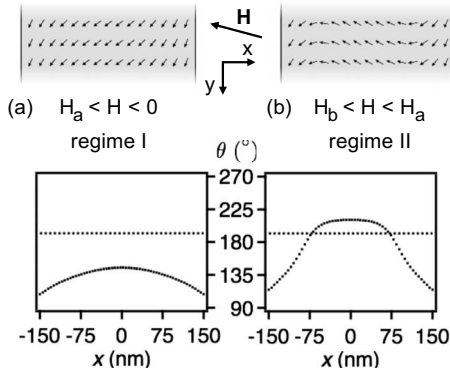 H
x
y
(a) H_a < H < 0
regime I
(b) H_b < H < H_a
regime II
θ (°)
270
225
180
135
90
-150 -75 0 75 150
x (nm)
-150 -75 0 75 150
x (nm)